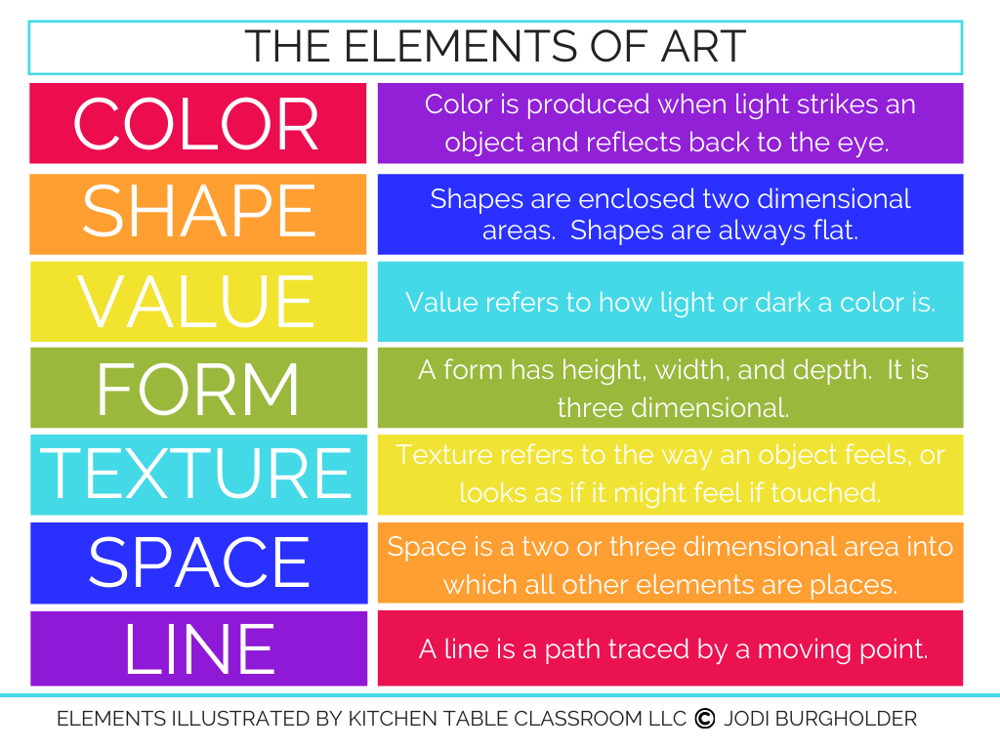 THE ELEMENTS OF ART
COLOR
Color is produced when light strikes an
object and reflects back to the eye.
SHAPE
Shapes are enclosed two dimensional
areas.  Shapes are always flat.
VALUE
Value refers to how light or dark a color is.
FORM
A form has height, width, and depth.  It is
three dimensional.
TEXTURE
Texture refers to the way an object feels, or
looks as if it might feel if touched.
SPACE
Space is a two or three dimensional area into
which all other elements are places.
LINE
A line is a path traced by a moving point.
ELEMENTS ILLUSTRATED BY KITCHEN TABLE CLASSROOM LLC © JODI BURGHOLDER